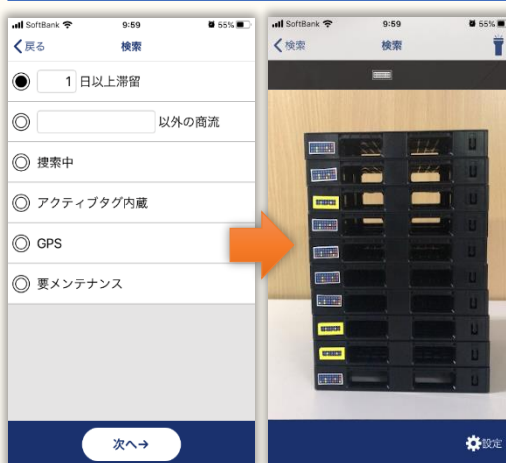 SoftBank 9:59 55%
戻る 検索
1 日以上滞留
以外の商流
捜索中
アクティブタグ内蔵
GPS
要メンテナンス
次へ→
SoftBank 9:59 55%
検索 検索
設定